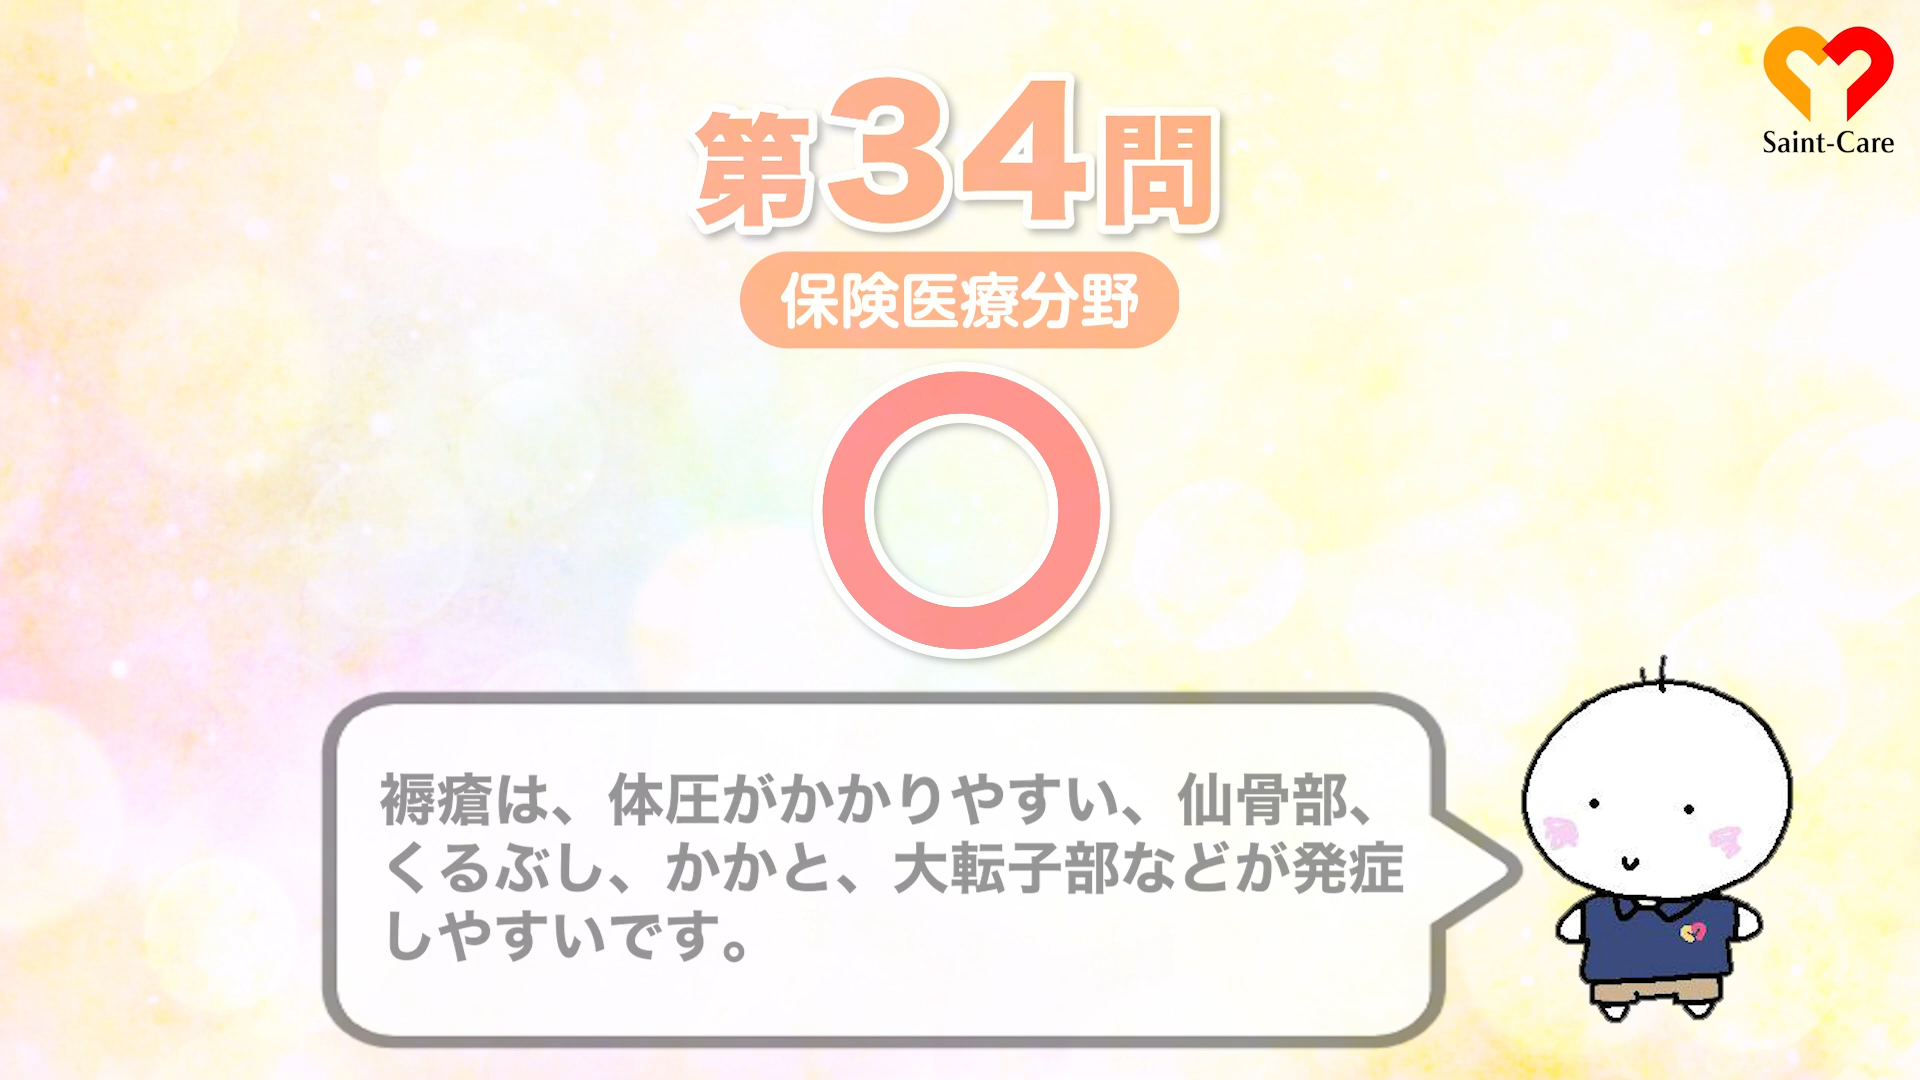 第34問
Saint-Care
保険医療分野
褥瘡は、体圧がかかりやすい、仙骨部、
くるぶし、かかと、大転子部などが発症
しやすいです。